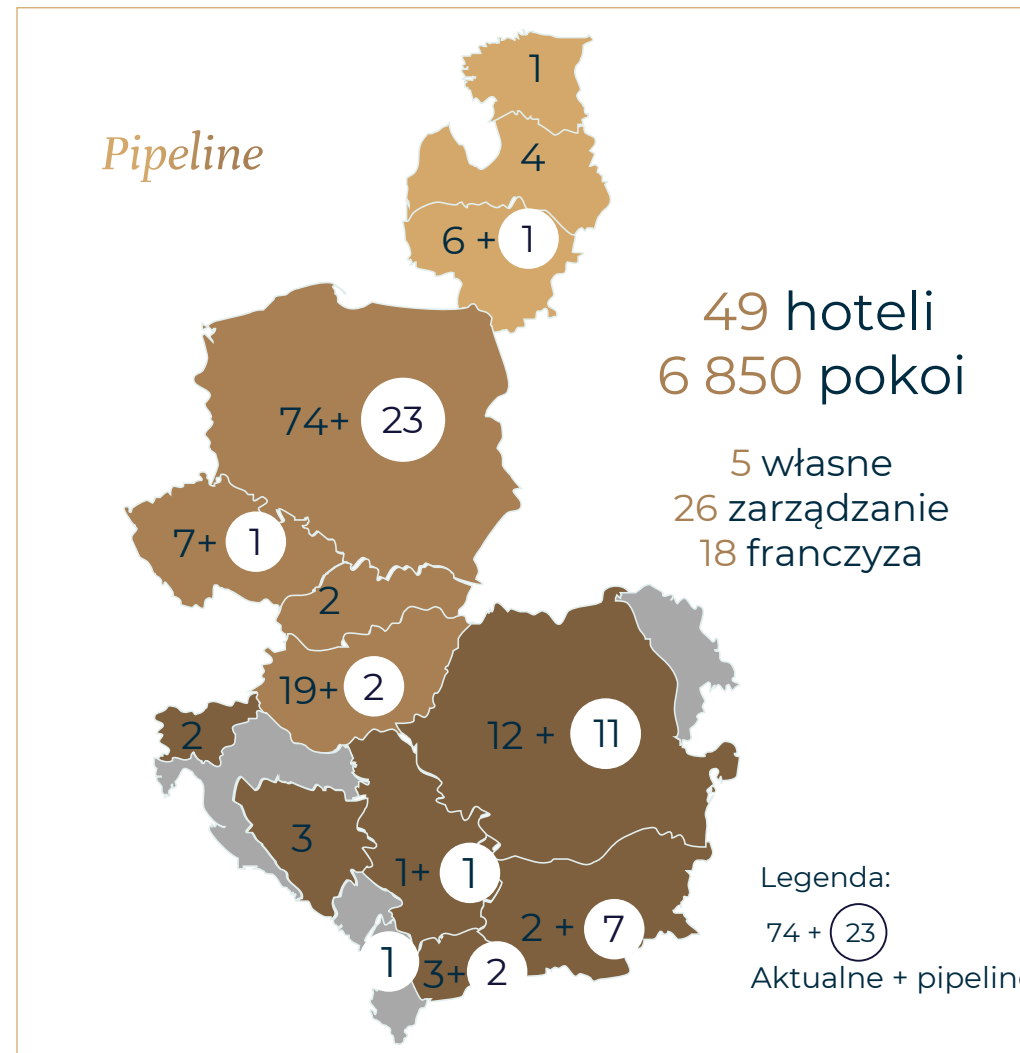 Pipeline
1
4
6 + 1
49 hoteli
6 850 pokoi
74+ 23
5 własne
26 zarządzanie
18 franczyza
7+ 1
2
19+ 2
2
12 + 11
3
1+ 1
2 + 7
1
3+ 2
Legenda:
74 + 23
Aktualne + pipelin